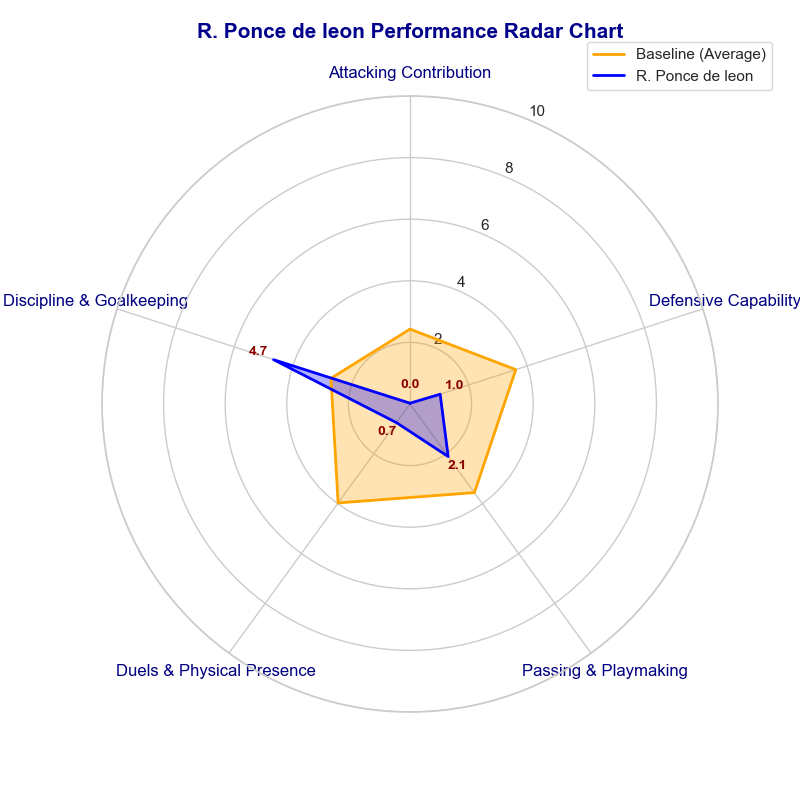 R. Ponce de leon Performance Radar Chart
Baseline (Average)
R. Ponce de leon
Attacking Contribution
10
8
6
4
2
Discipline & Goalkeeping
Defensive Capability
4.7
0.0
1.0
0.7
2.1
Duels & Physical Presence
Passing & Playmaking